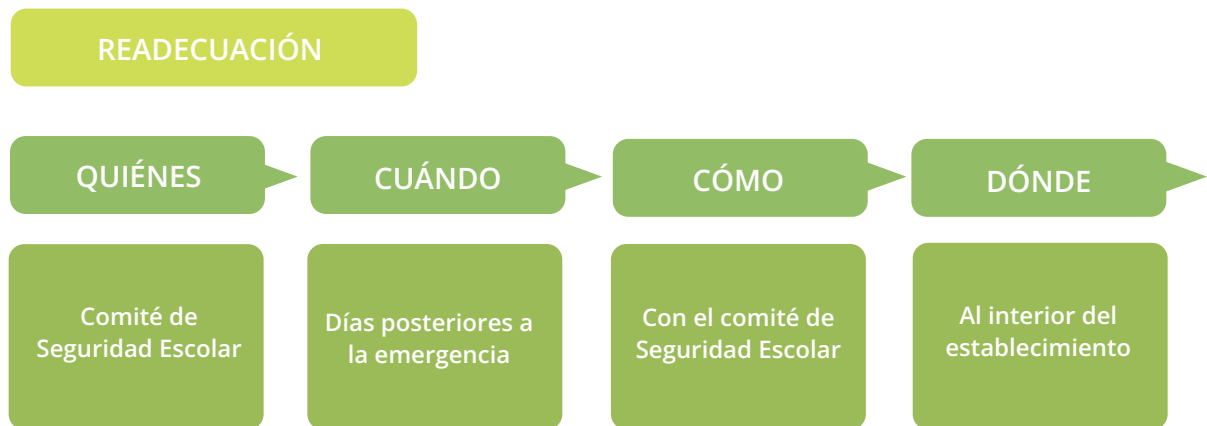 READECUACIÓN
QUIÉNES
CUÁNDO
CÓMO
DÓNDE
Comité de
Seguridad Escolar
Días posteriores a
la emergencia
Con el comité de
Seguridad Escolar
Al interior del
establecimiento